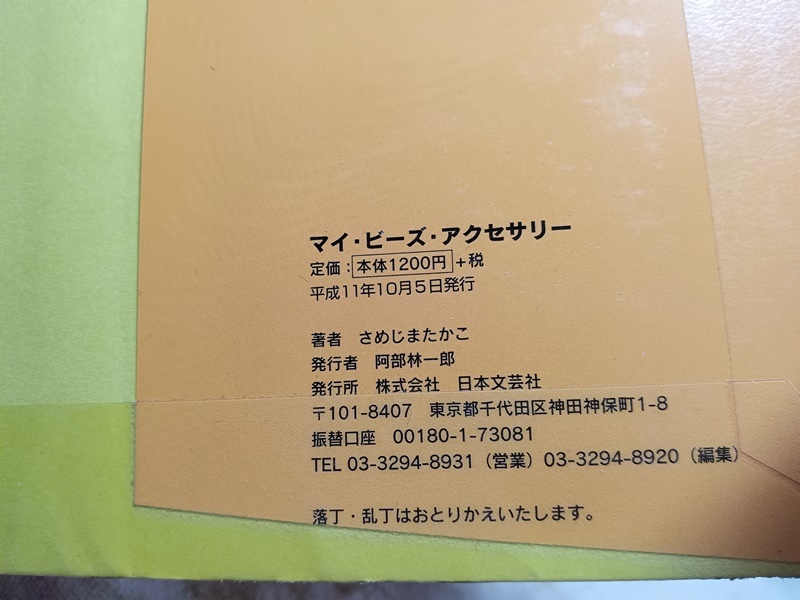 マイ・ビーズ・アクセサリー
定価：本体1200円+税
平成11年10月5日発行
著者　さめじまたかこ
発行者　阿部林一郎
発行所　株式会社　日本文芸社
〒101-8407　東京都千代田区神田神保町1-8
振替口座　00180-1-73081
TEL 03-3294-8931（営業）03-3294-8920（編集）
落丁・乱丁はおとりかえいたします。